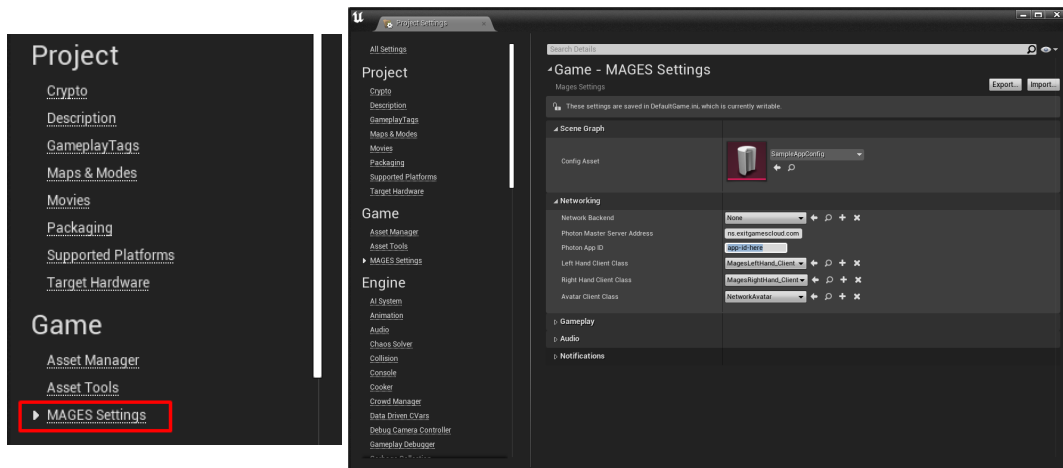 Project
Crypto
Description
GameplayTags
Maps & Modes
Movies
Packaging
Supported Platforms
Target Hardware
Game
Asset Manager
Asset Tools
MAGES Settings
Project Settings
All Settings
Project
Crypto
Description
GameplayTags
Maps & Modes
Movies
Packaging
Supported Platforms
Target Hardware
Game
Asset Manager
Asset Tools
MAGES Settings
Engine
AI System
Animation
Audio
Chaos Solver
Collision
Console
Cooker
Crowd Manager
Data Driven CVars
Debug Camera Controller
Gameplay Debugger
Garbage Collection
Search Details
Game - MAGES Settings
Mages Settings
Export... Import...
These settings are saved in DefaultGame.ini, which is currently writable.
Scene Graph
Config Asset SampleAppConfig
Networking
Network Backend None
Photon Master Server Address ns.exitgamescloud.com
Photon App ID app-id-here
Left Hand Client Class MagesLeftHand_Client
Right Hand Client Class MagesRightHand_Client
Avatar Client Class NetworkAvatar
Gameplay
Audio
Notifications